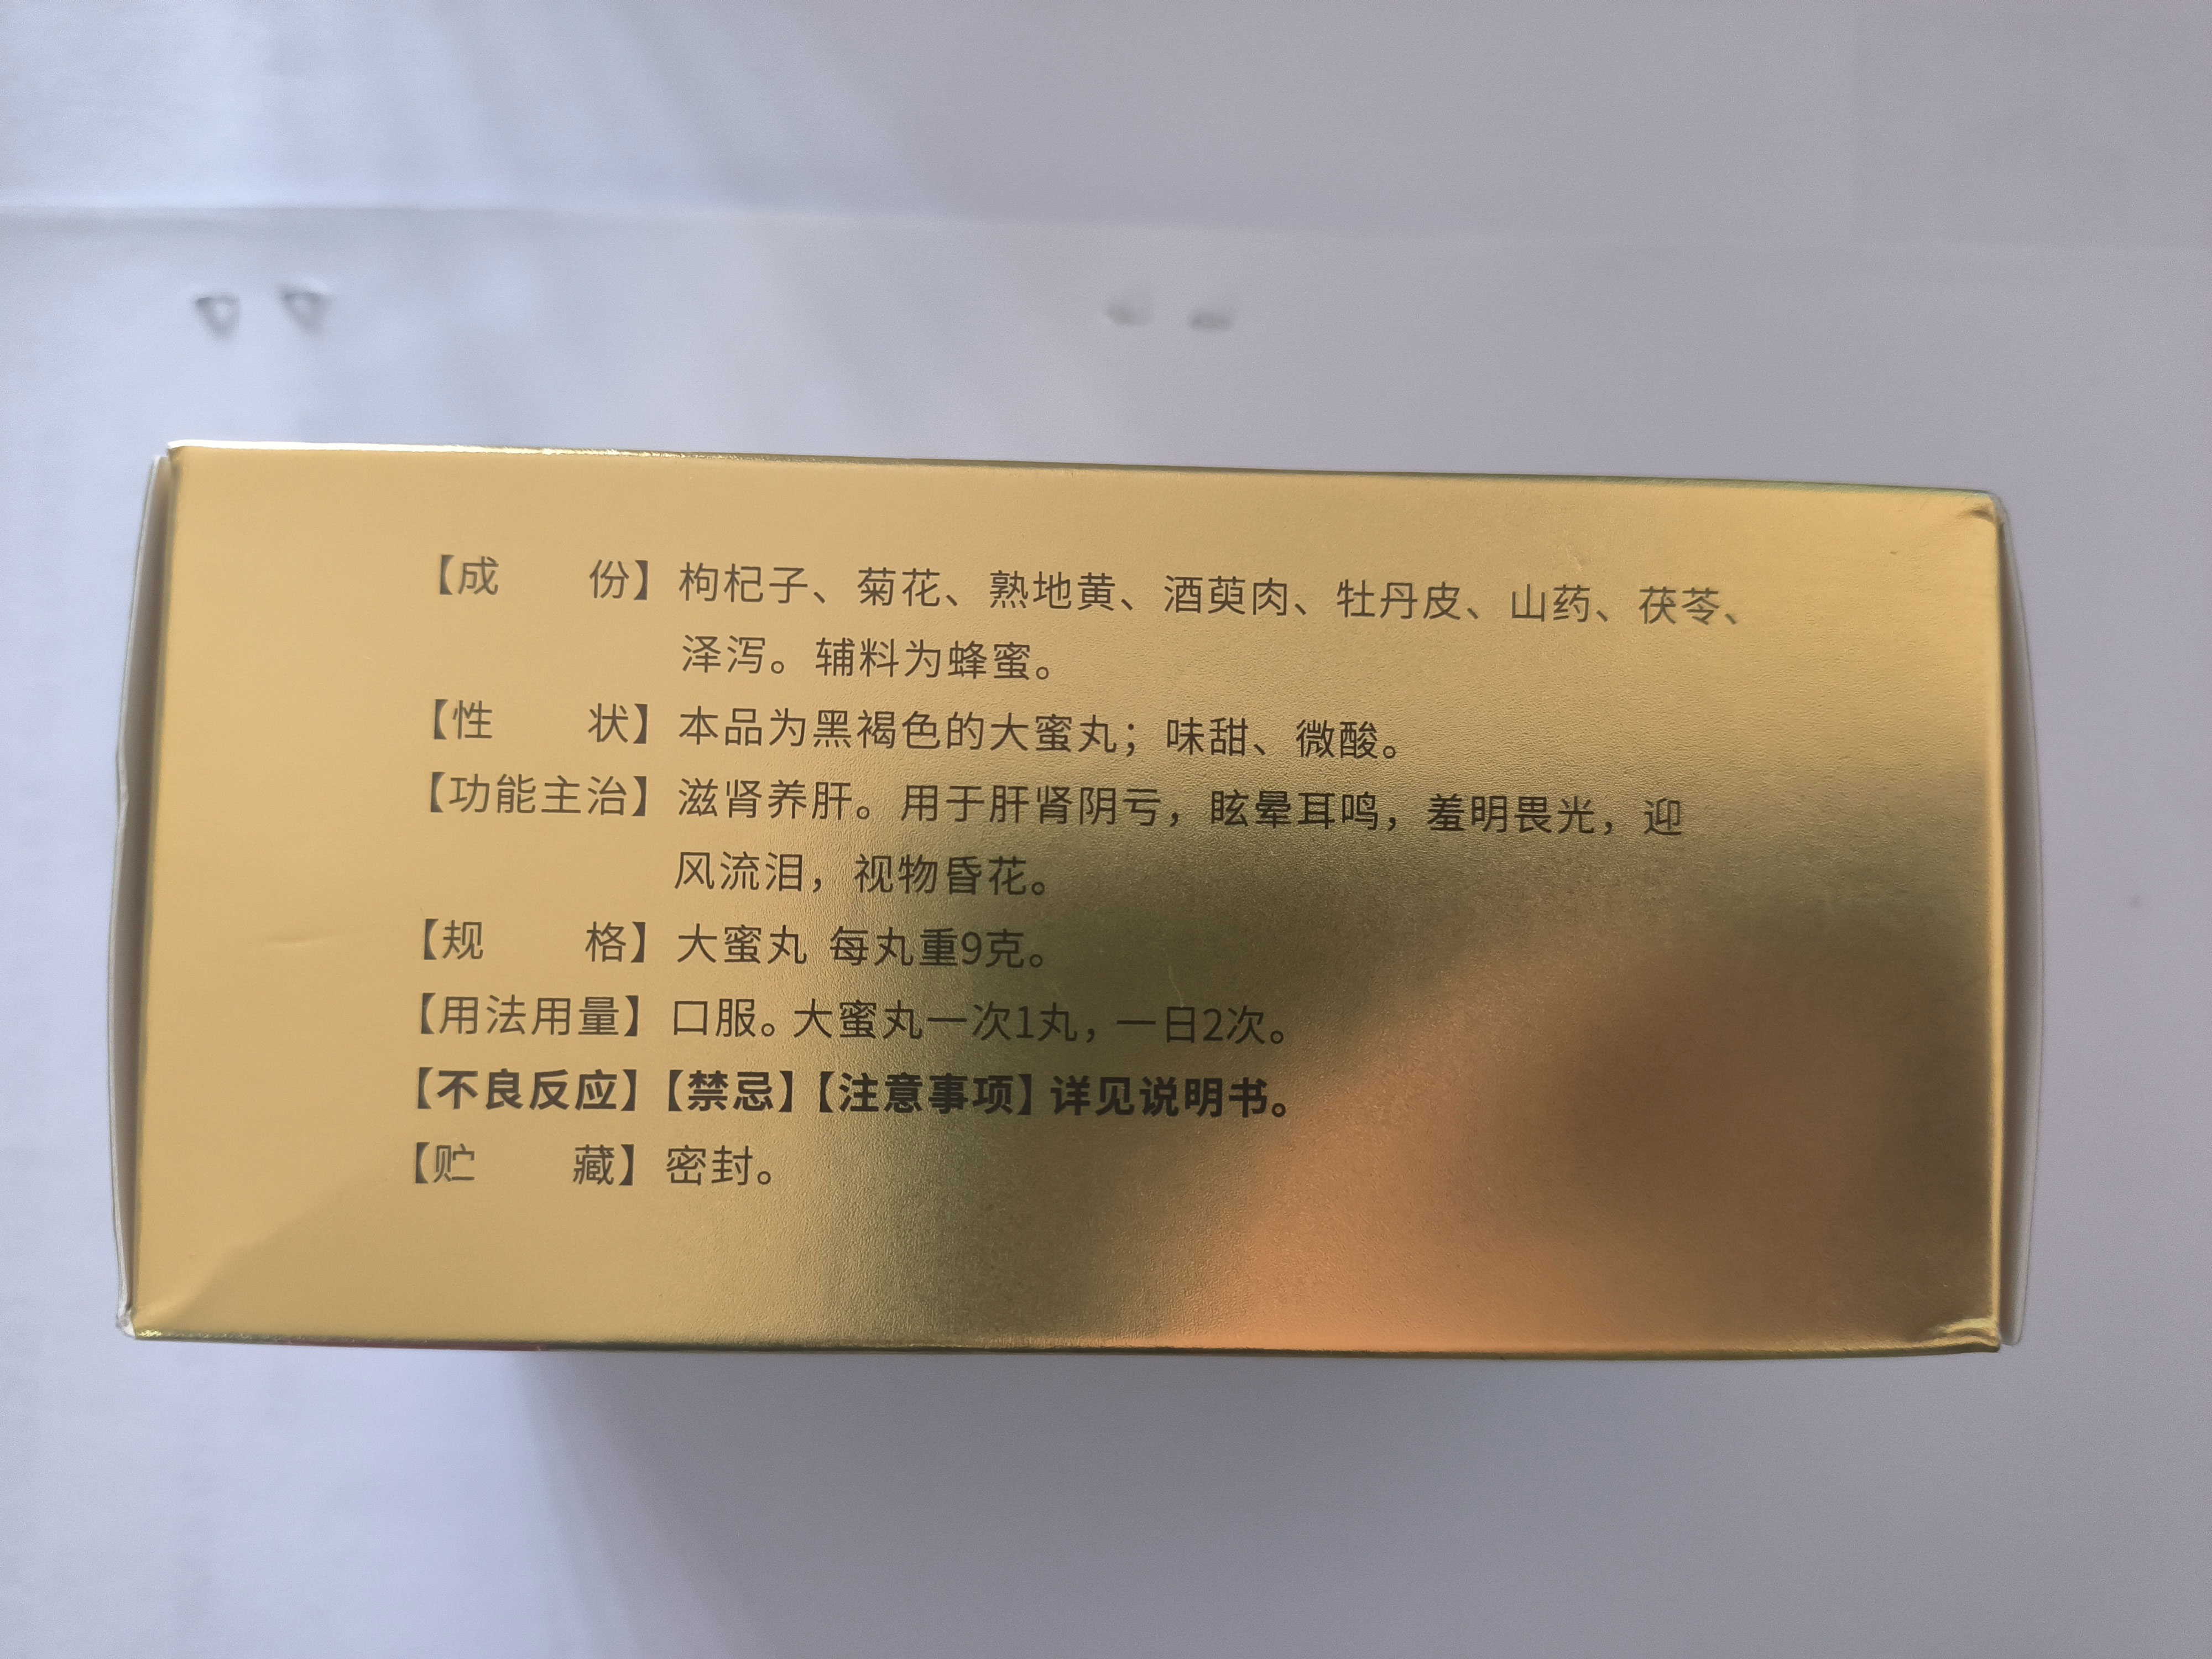 【成　　份】枸杞子、菊花、熟地黄、酒萸肉、牡丹皮、山药、茯苓、
泽泻。辅料为蜂蜜。
【性　　状】本品为黑褐色的大蜜丸；味甜、微酸。
【功能主治】滋肾养肝。用于肝肾阴亏，眩晕耳鸣，羞明畏光，迎
风流泪，视物昏花。
【规　　格】大蜜丸 每丸重9克。
【用法用量】口服。大蜜丸一次1丸，一日2次。
【不良反应】【禁忌】【注意事项】详见说明书。
【贮　　藏】密封。